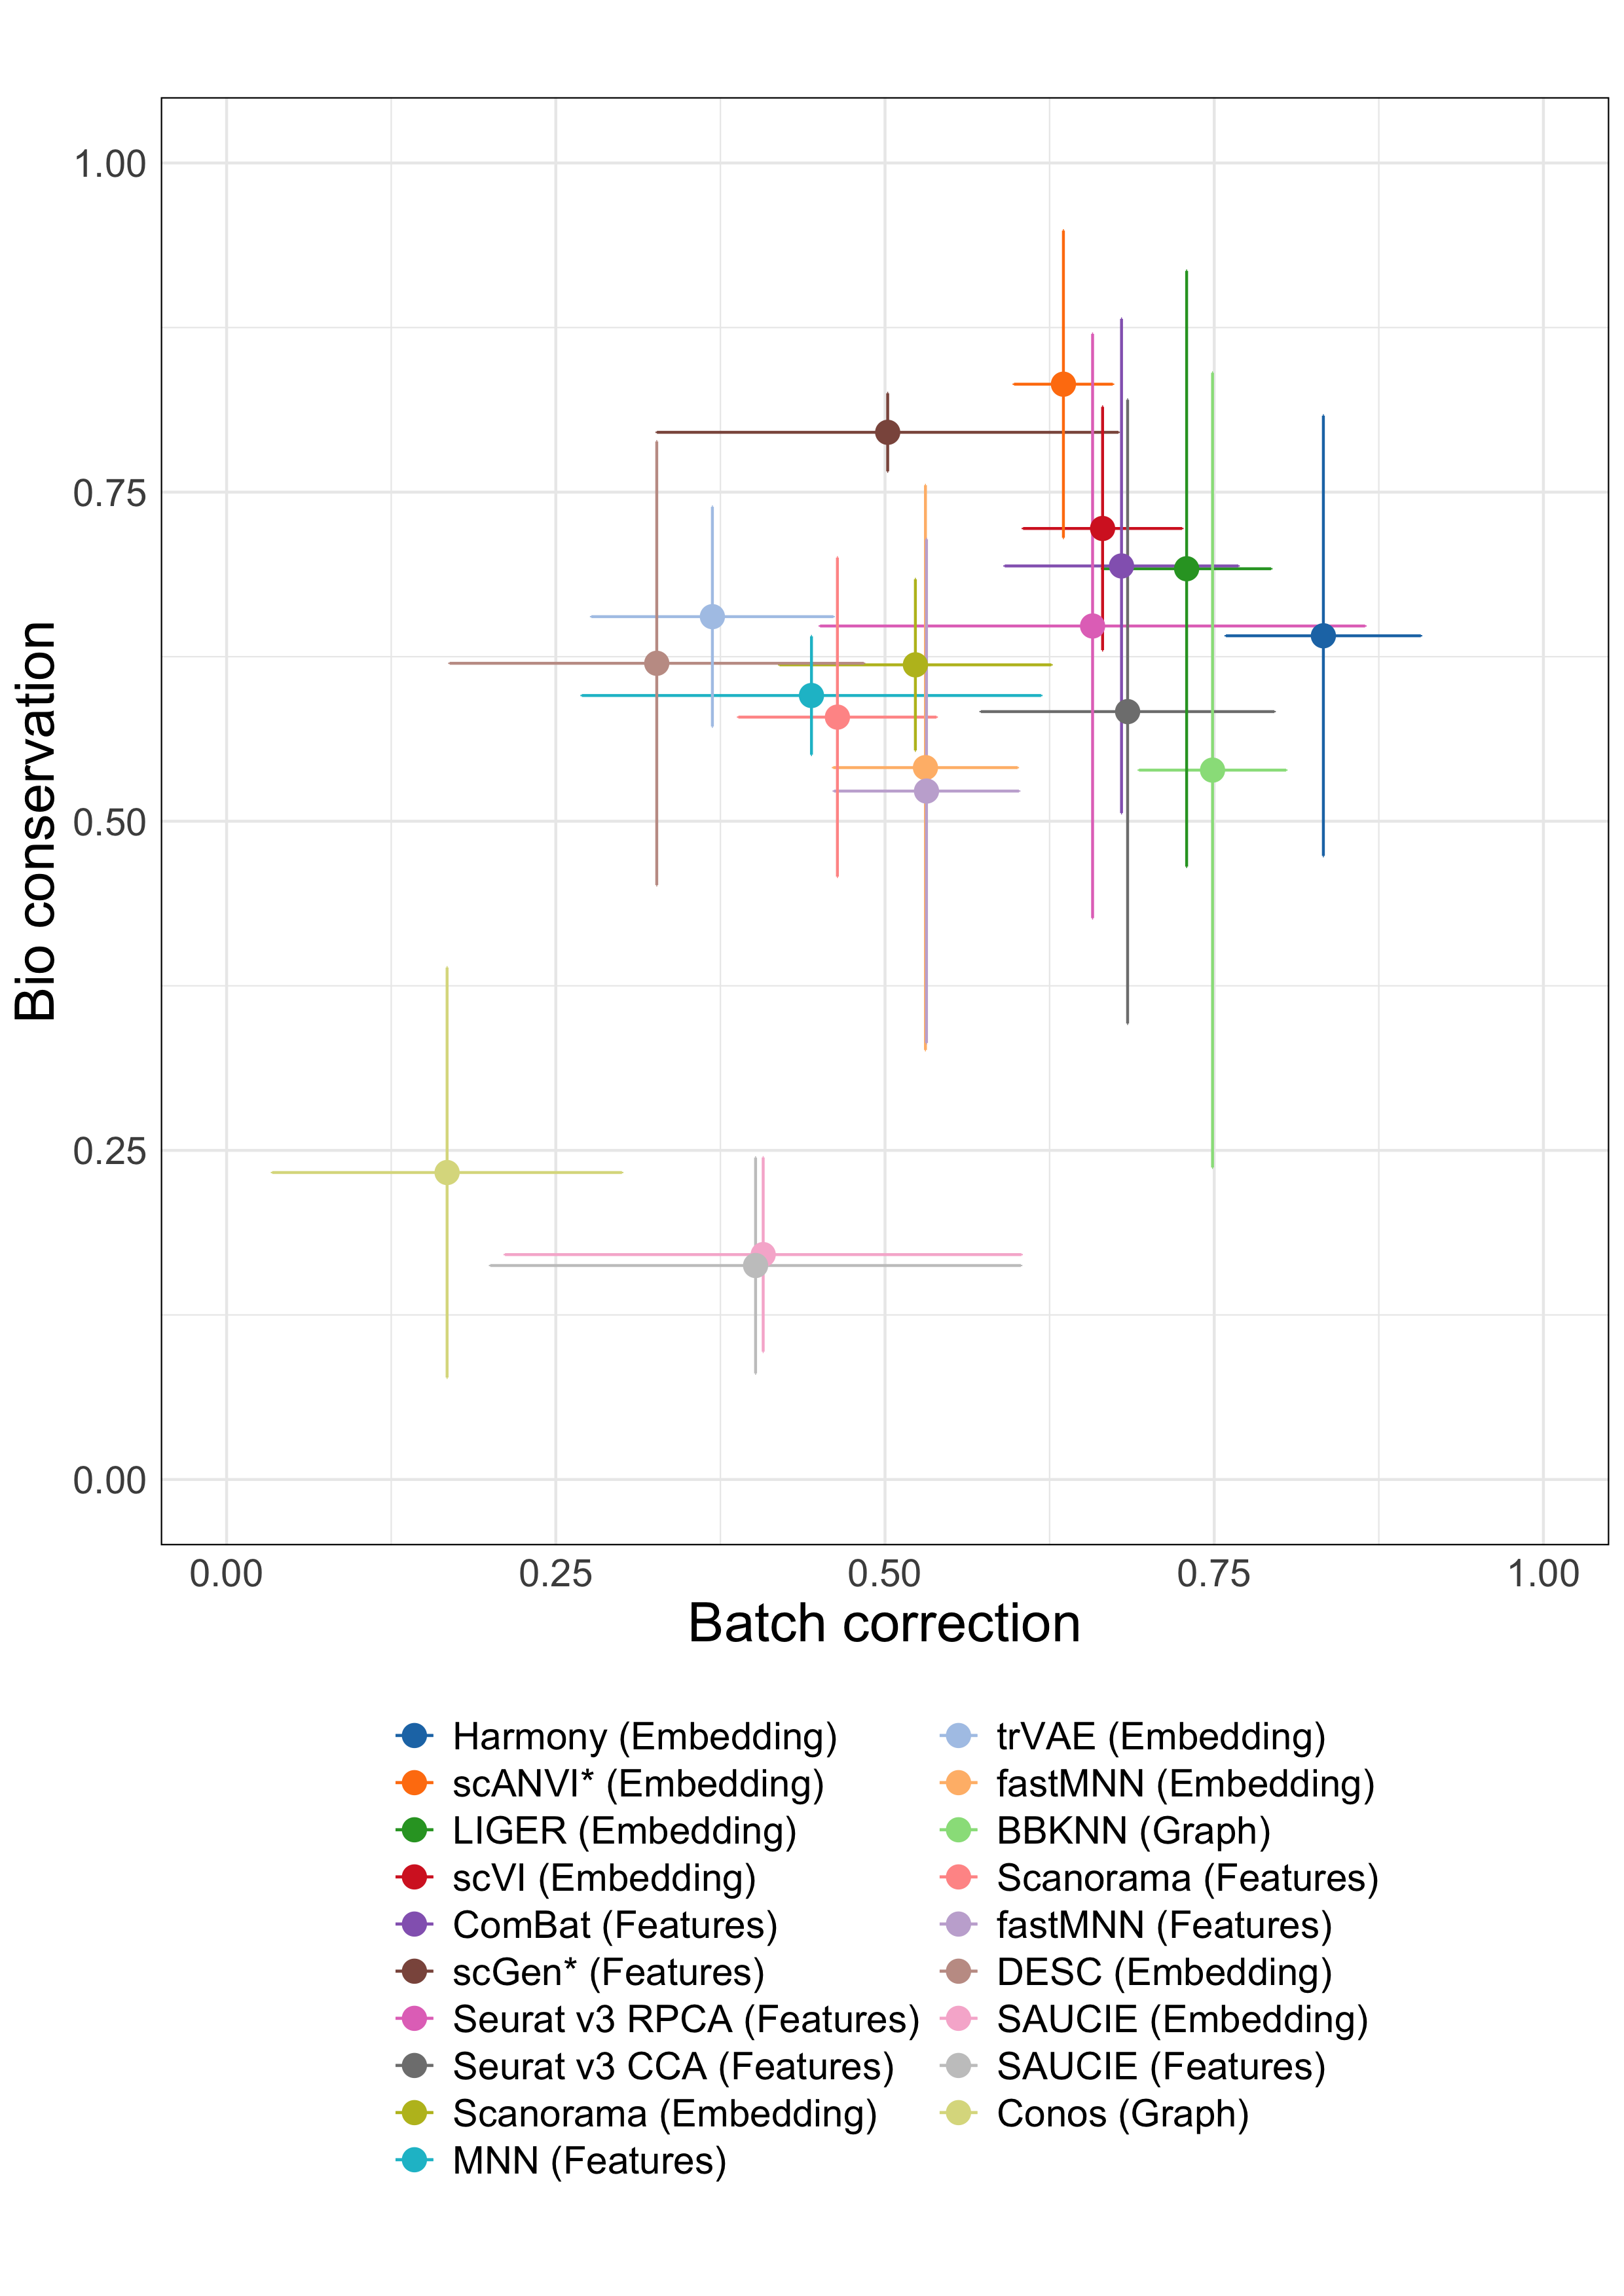 1.00
0.75
0.50
0.25
0.00
Bio conservation
0.00 0.25 0.50 0.75 1.00
Batch correction
Harmony (Embedding)
scANVI* (Embedding)
LIGER (Embedding)
scVI (Embedding)
ComBat (Features)
scGen* (Features)
Seurat v3 RPCA (Features)
Seurat v3 CCA (Features)
Scanorama (Embedding)
MNN (Features)
trVAE (Embedding)
fastMNN (Embedding)
BBKNN (Graph)
Scanorama (Features)
fastMNN (Features)
DESC (Embedding)
SAUCIE (Embedding)
SAUCIE (Features)
Conos (Graph)